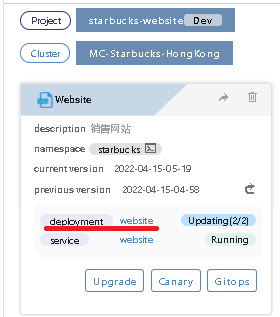 Project starbucks-website Dev
Cluster MC-Starbucks-HongKong
Website
description 销售网站
namespace starbucks
current version 2022-04-15-05-19
previous version 2022-04-15-04-58
deployment website Updating(2/2)
service website Running
Upgrade Canary Gitops